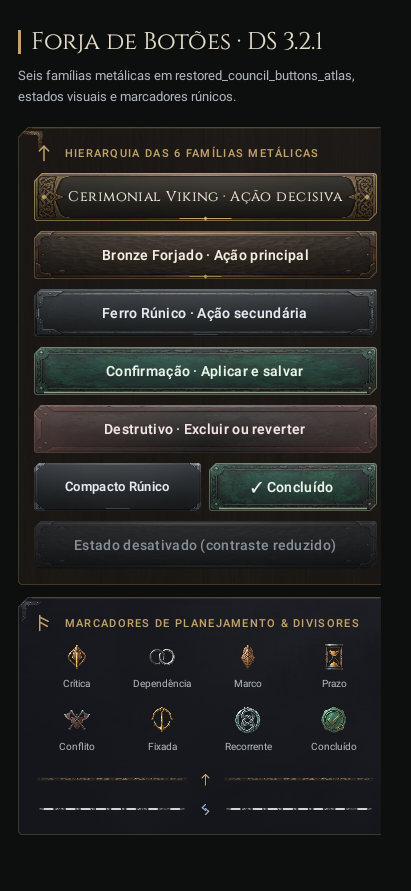 Forja de Botões · DS 3.2.1
Seis famílias metálicas em restored_council_buttons_atlas,
estados visuais e marcadores rúnicos.
HIERARQUIA DAS 6 FAMÍLIAS METÁLICAS
Cerimonial Viking · Ação decisiva
Bronze Forjado · Ação principal
Ferro Rúnico · Ação secundária
Confirmação · Aplicar e salvar
Destrutivo · Excluir ou reverter
Compacto Rúnico
✓ Concluído
Estado desativado (contraste reduzido)
MARCADORES DE PLANEJAMENTO & DIVISORES
Crítica
Dependência
Marco
Prazo
Conflito
Fixada
Recorrente
Concluído